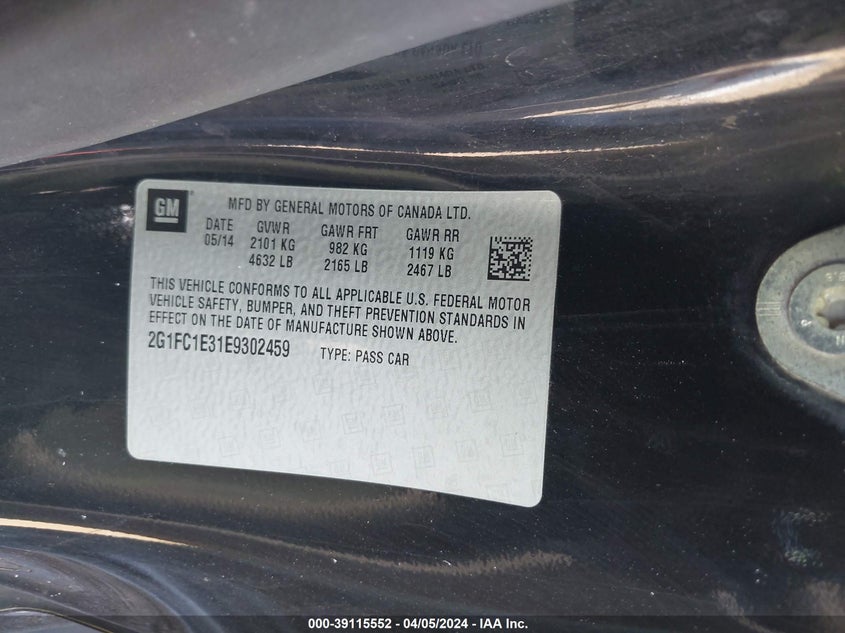 GM
MFD BY GENERAL MOTORS OF CANADA LTD.
DATE GVWR GAWR FRT GAWR RR
05/14 2101 KG 982 KG 1119 KG
4632 LB 2165 LB 2467 LB
THIS VEHICLE CONFORMS TO ALL APPLICABLE U.S. FEDERAL MOTOR
VEHICLE SAFETY, BUMPER, AND THEFT PREVENTION STANDARDS IN
EFFECT ON THE DATE OF MANUFACTURE SHOWN ABOVE.
2G1FC1E31E9302459 TYPE: PASS CAR
000-39115552 - 04/05/2024 - IAA Inc.